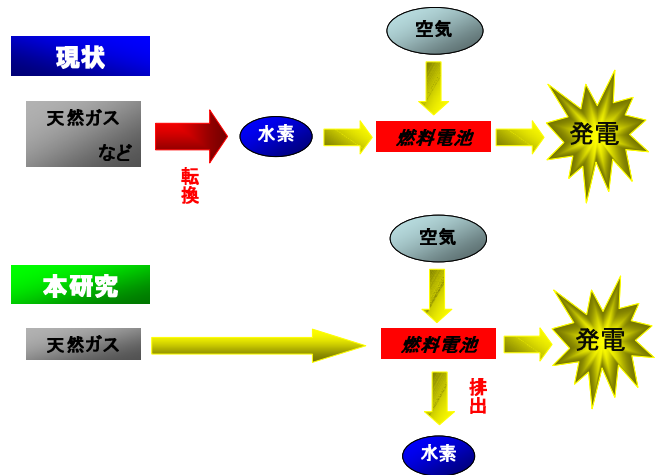 空気
現状
天然ガス
など
転換
水素
燃料電池
発電
空気
本研究
天然ガス
燃料電池
発電
排出
水素